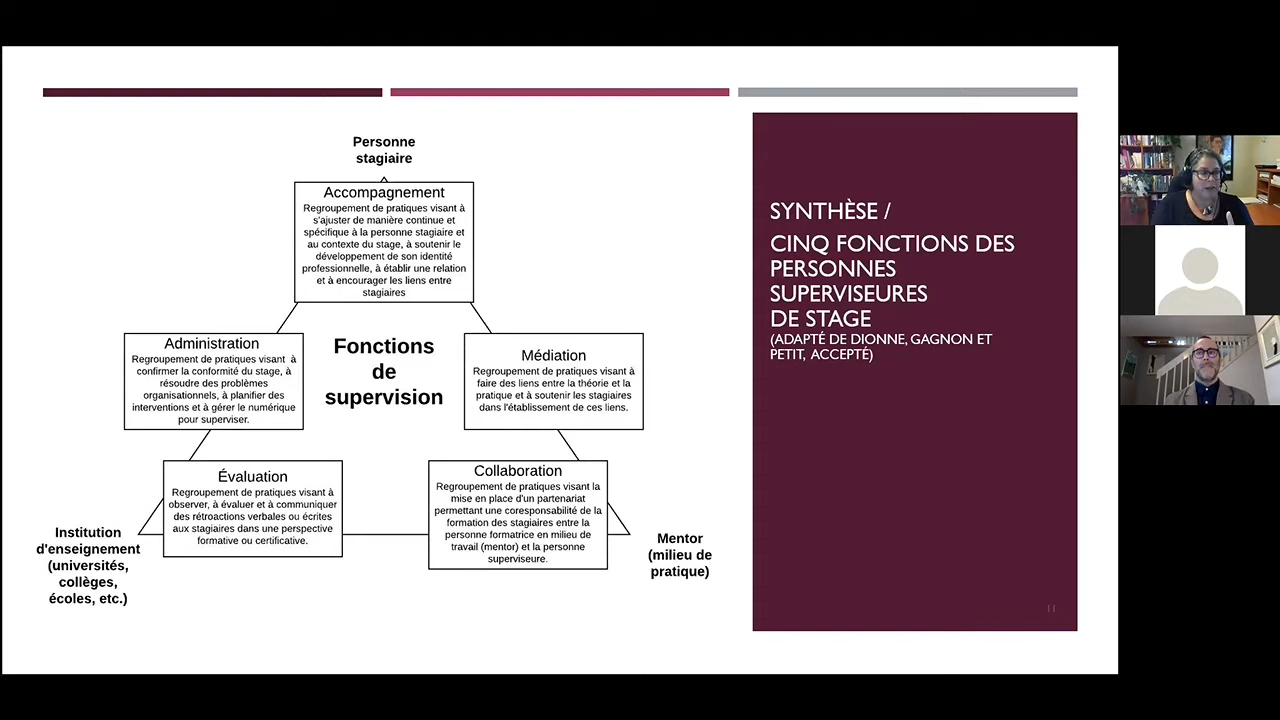 Personne
stagiaire
Accompagnement
Regroupement de pratiques visant à
s'ajuster de manière continue et
spécifique à la personne stagiaire et
au contexte du stage, à soutenir le
développement de son identité
professionnelle, à établir une relation
et à encourager les liens entre
stagiaires
Administration
Regroupement de pratiques visant à
confirmer la conformité du stage, à
résoudre des problèmes
organisationnels, à planifier des
interventions et à gérer le numérique
pour superviser.
Fonctions
de
supervision
Médiation
Regroupement de pratiques visant à
faire des liens entre la théorie et la
pratique et à soutenir les stagiaires
dans l'établissement de ces liens.
Évaluation
Regroupement de pratiques visant à
observer, à évaluer et à communiquer
des rétroactions verbales ou écrites
aux stagiaires dans une perspective
formative ou certificative.
Collaboration
Regroupement de pratiques visant la
mise en place d'un partenariat
permettant une coresponsabilité de la
formation des stagiaires entre la
personne formatrice en milieu de
travail (mentor) et la personne
superviseure.
Institution
d'enseignement
(universités,
collèges,
écoles, etc.)
Mentor
(milieu de
pratique)
SYNTHÈSE /
CINQ FONCTIONS DES
PERSONNES
SUPERVISEURES
DE STAGE
(ADAPTÉ DE DIONNE, GAGNON ET
PETIT, ACCEPTÉ)
11